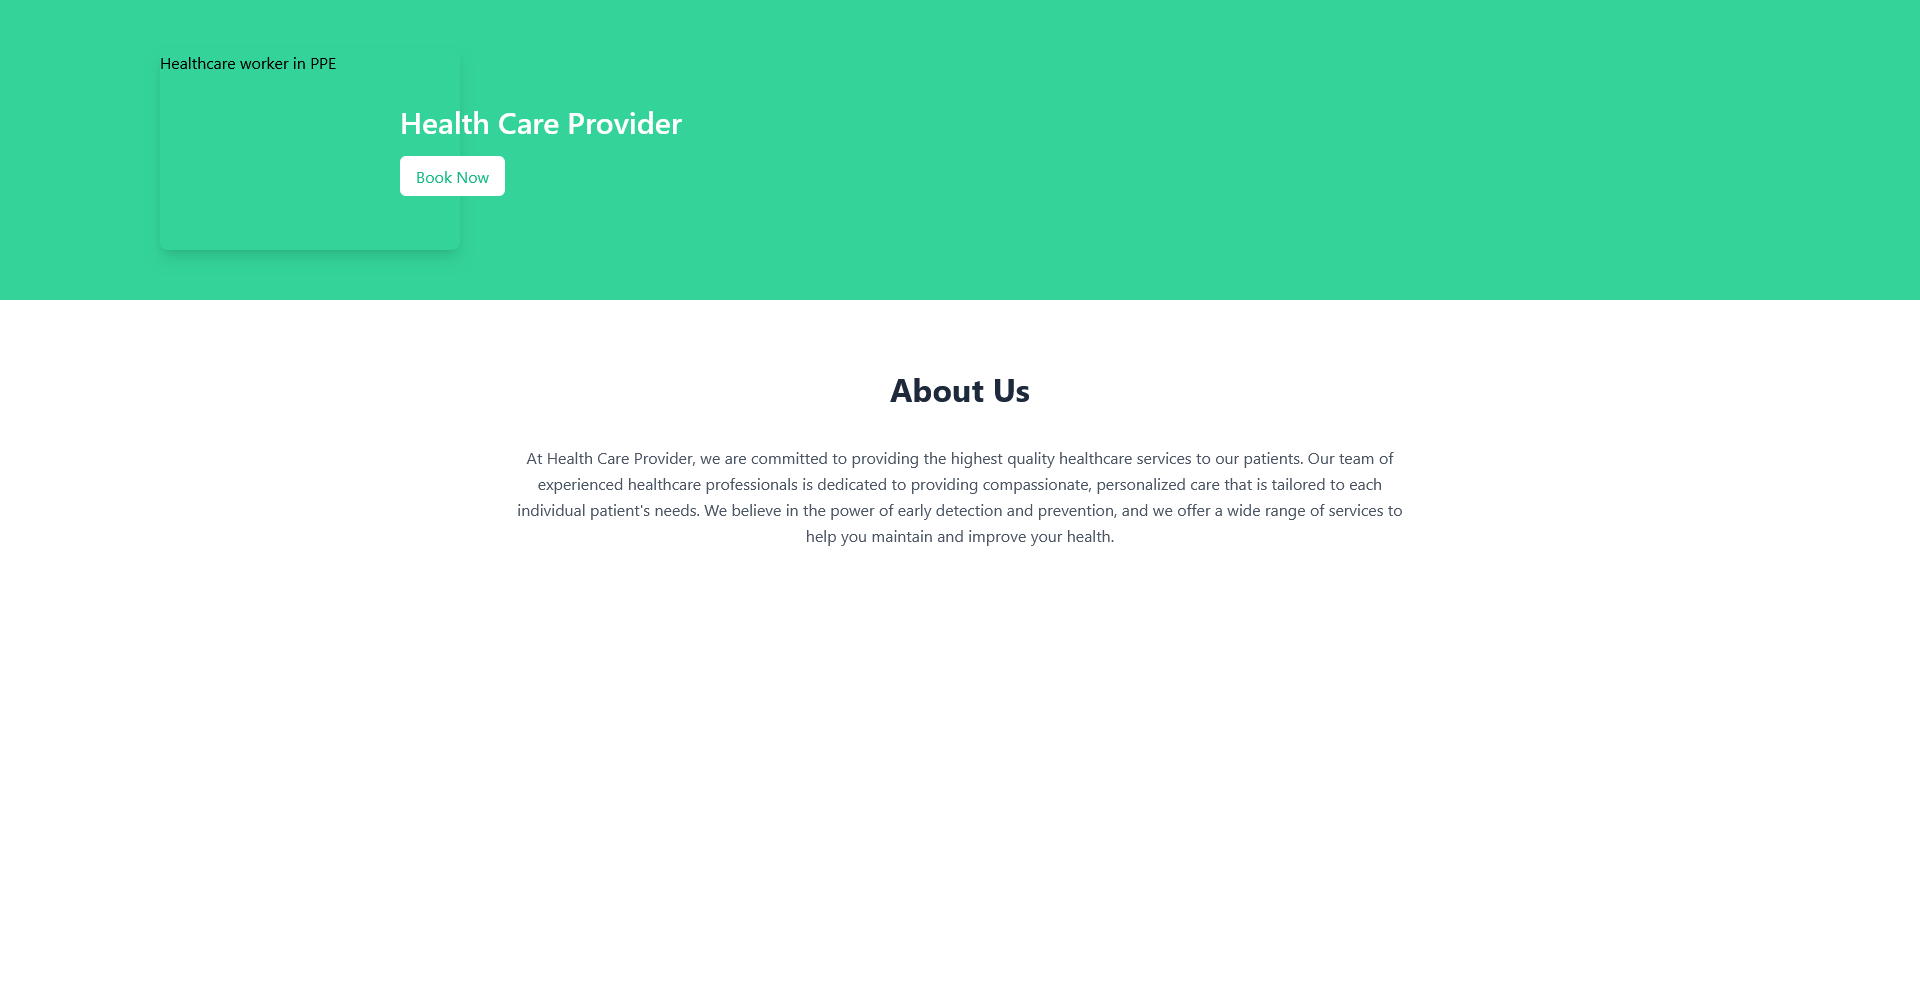 Healthcare worker in PPE
Health Care Provider
Book Now
About Us
At Health Care Provider, we are committed to providing the highest quality healthcare services to our patients. Our team of
experienced healthcare professionals is dedicated to providing compassionate, personalized care that is tailored to each
individual patient's needs. We believe in the power of early detection and prevention, and we offer a wide range of services to
help you maintain and improve your health.